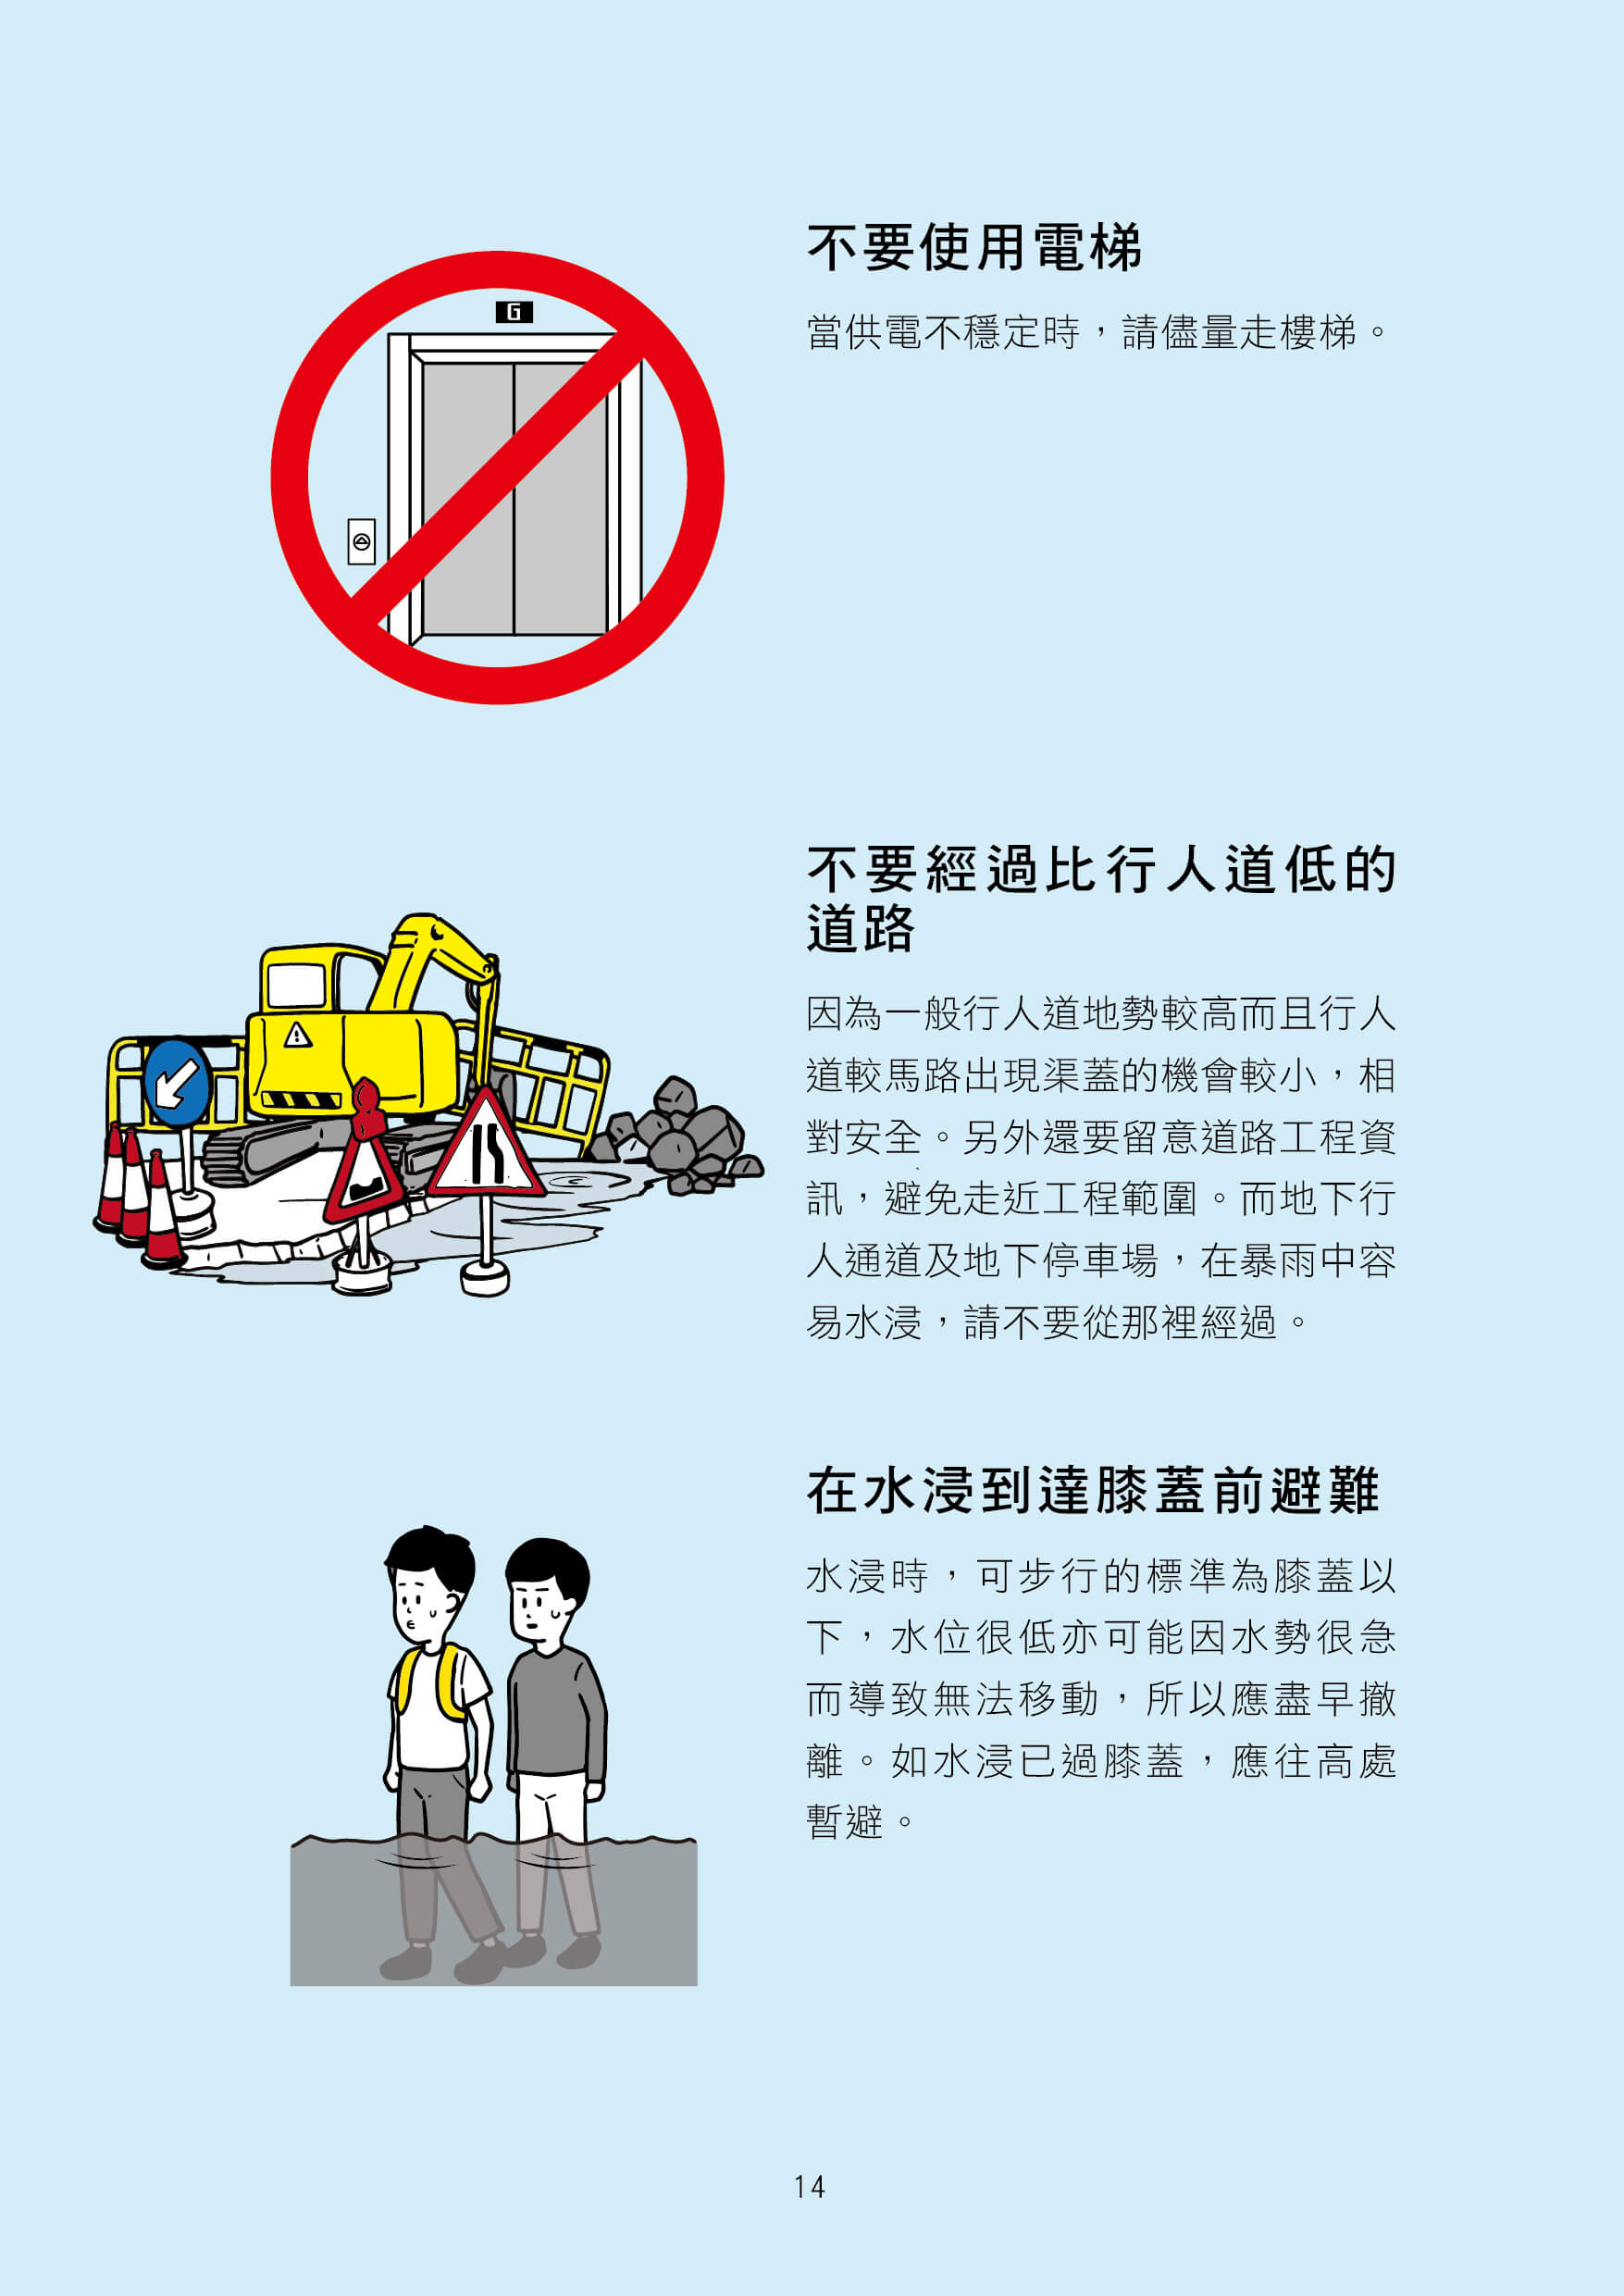 G
不要使用電梯
當供電不穩定時，請儘量走樓梯。
不要經過比行人道低的
道路
因為一般行人道地勢較高而且行人
道較馬路出現渠蓋的機會較小，相
對安全。另外還要留意道路工程資
訊，避免走近工程範圍。而地下行
人通道及地下停車場，在暴雨中容
易水浸，請不要從那裡經過。
在水浸到達膝蓋前避難
水浸時，可步行的標準為膝蓋以
下，水位很低亦可能因水勢很急
而導致無法移動，所以應盡早撤
離。如水浸已過膝蓋，應往高處
暫避。
14